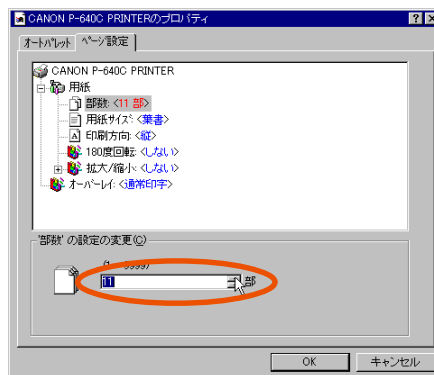 CANON P-640C PRINTERのプロパティ
オートパレット ページ設定
CANON P-640C PRINTER
用紙
部数: <11 部>
用紙サイズ: <葉書>
印刷方向: <縦>
180度回転: <しない>
拡大/縮小: <しない>
オーバーレイ: <通常印字>
'部数' の設定の変更(C)
9999)
11 部
OK キャンセル